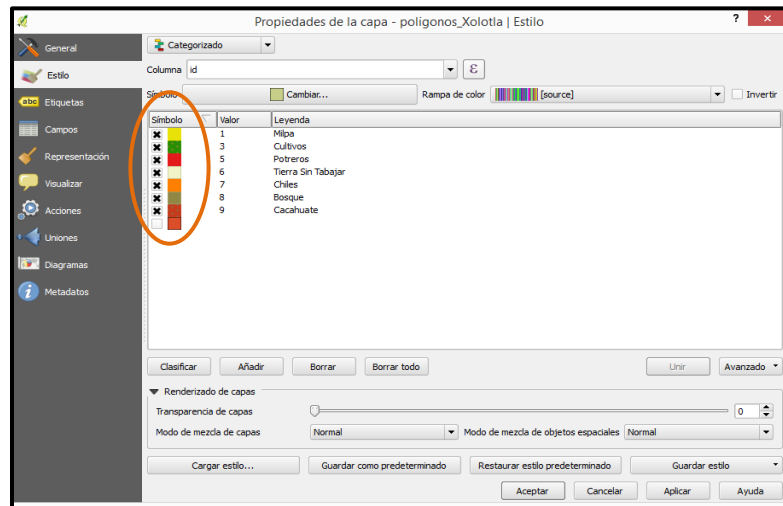 Propiedades de la capa - poligonos_Xolotla | Estilo ?
General
Estilo
abc Etiquetas
Campos
Representación
Visualizar
Acciones
Uniones
Diagramas
Metadatos
Categorizado
Columna id ε
Símbolo Cambiar... Rampa de color [source] Invertir
Símbolo Valor Leyenda
1 Milpa
3 Cultivos
5 Potreros
6 Tierra Sin Tabajar
7 Chiles
8 Bosque
9 Cacahuate
Clasificar Añadir Borrar Borrar todo Unir Avanzado
Renderizado de capas
Transparencia de capas 0
Modo de mezcla de capas Normal Modo de mezcla de objetos espaciales Normal
Cargar estilo... Guardar como predeterminado Restaurar estilo predeterminado Guardar estilo
Aceptar Cancelar Aplicar Ayuda